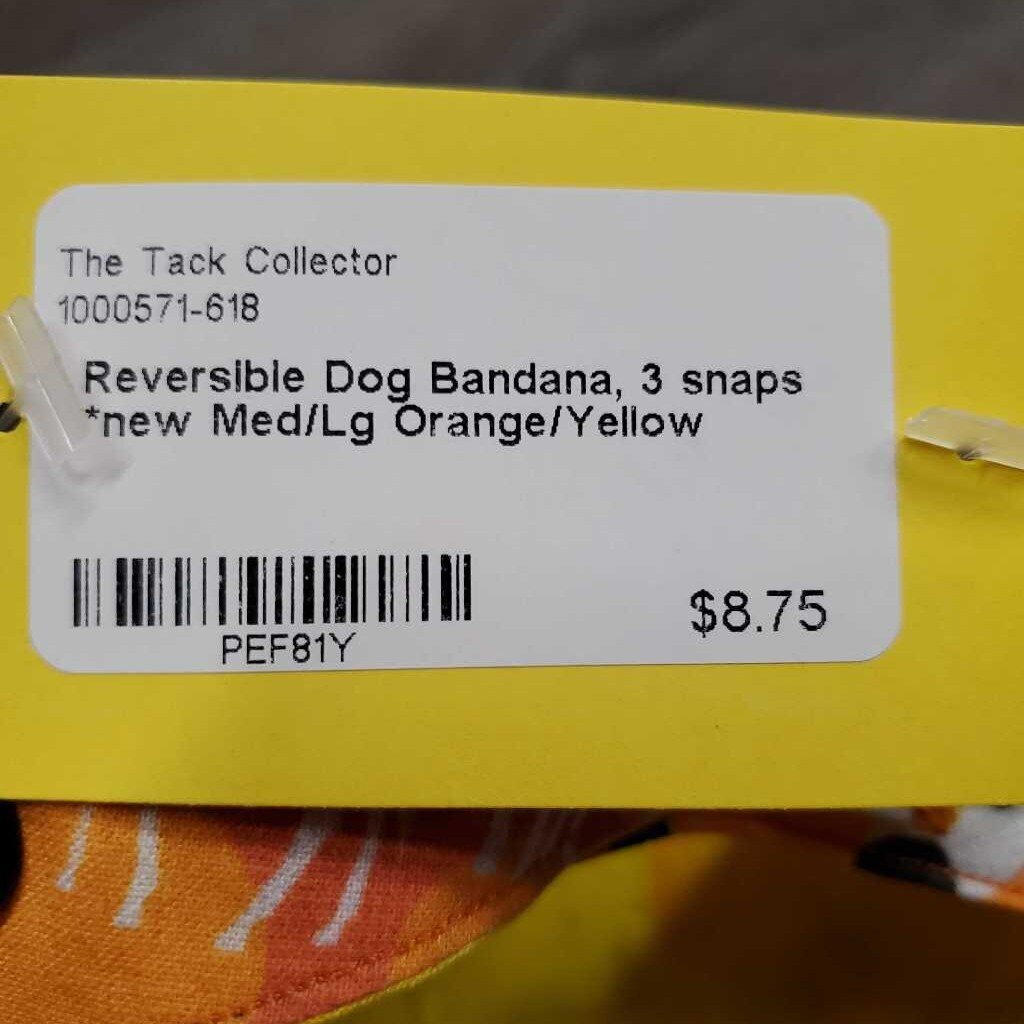 The Tack Collector
1000571-618
Reversible Dog Bandana, 3 snaps
*new Med/Lg Orange/Yellow
PEF81Y
$8.75